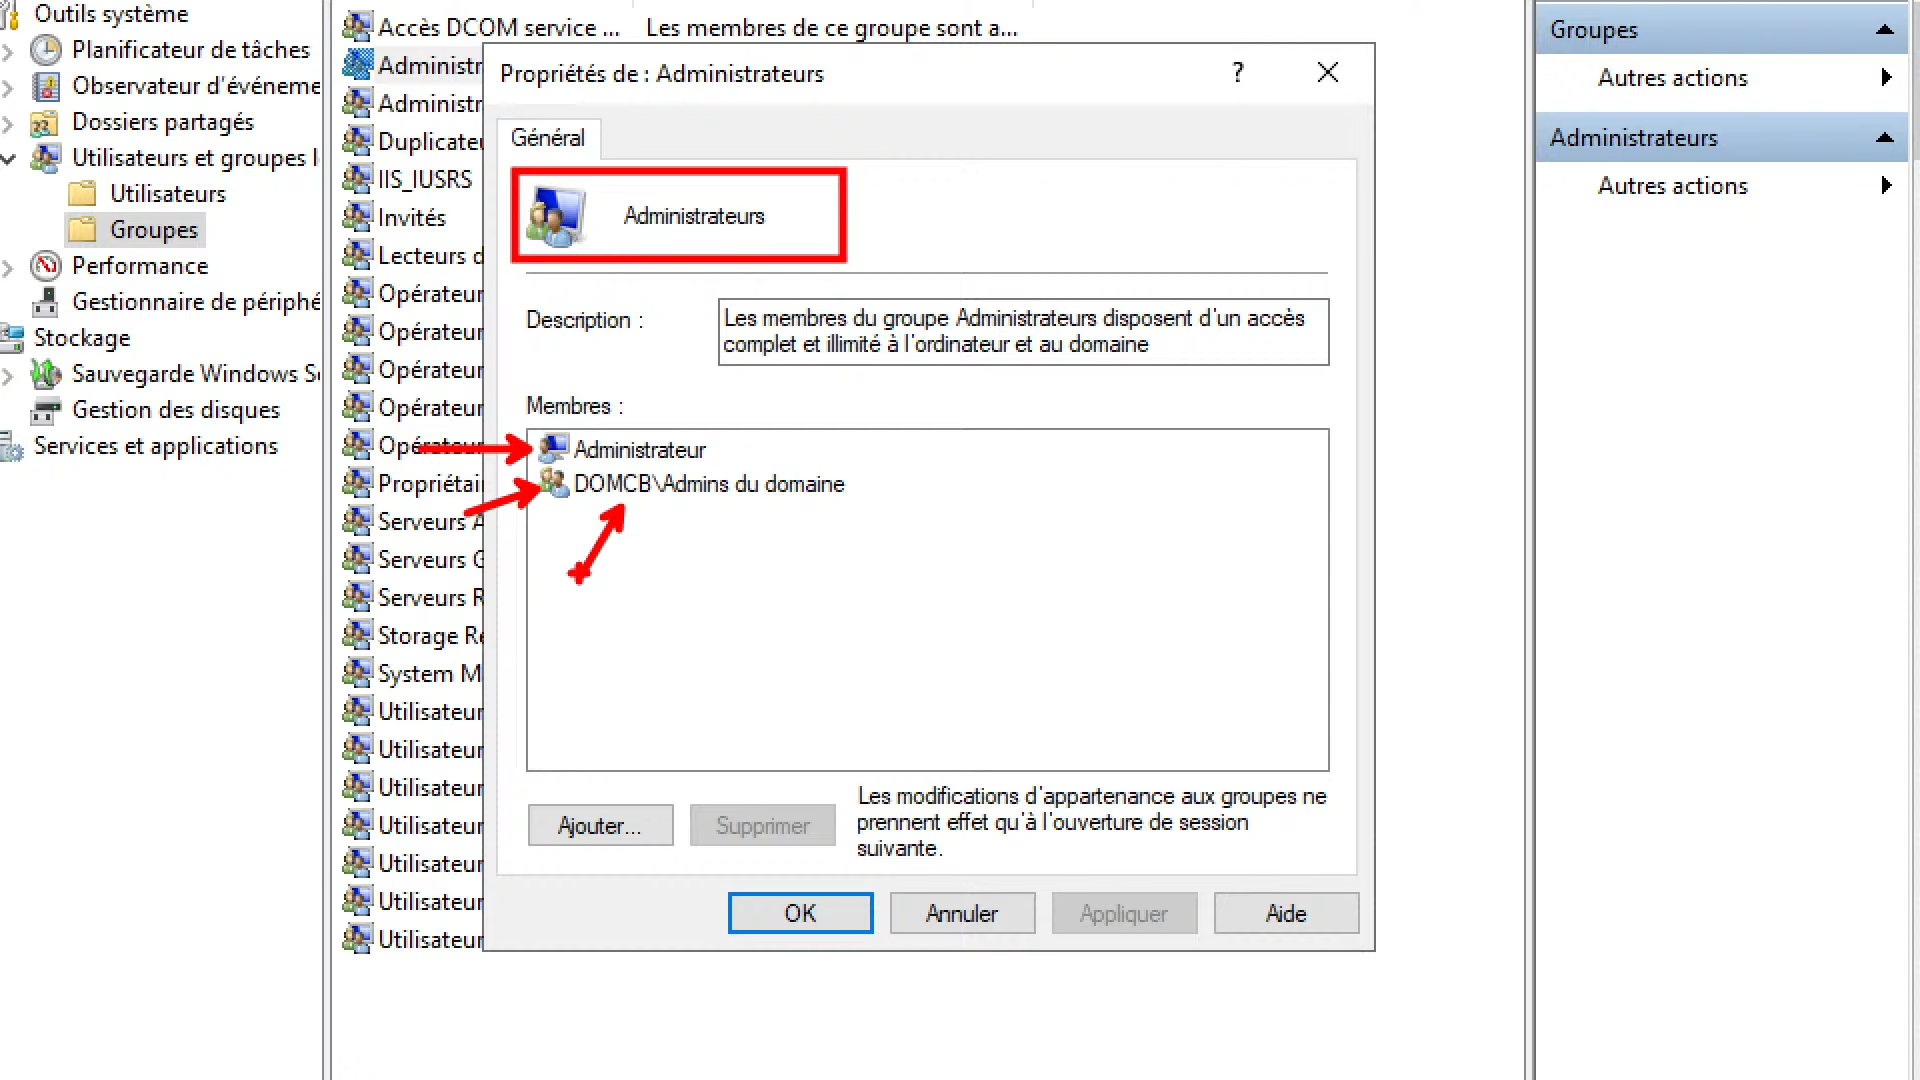 Outils système
Planificateur de tâches
Observateur d'événeme
Dossiers partagés
Utilisateurs et groupes l
Utilisateurs
Groupes
Performance
Gestionnaire de périphé
Stockage
Sauvegarde Windows Se
Gestion des disques
Services et applications
Accès DCOM service ... Les membres de ce groupe sont a...
Administr
Administr
Duplicateu
IIS_IUSRS
Invités
Lecteurs d
Opérateur
Opérateur
Opérateur
Opérateur
Opérateur
Propriétai
Serveurs A
Serveurs G
Serveurs R
Storage Re
System M
Utilisateur
Utilisateur
Utilisateur
Utilisateur
Utilisateur
Utilisateur
Utilisateur
Propriétés de : Administrateurs ?
Général
Administrateurs
Description :
Les membres du groupe Administrateurs disposent d'un accès
complet et illimité à l'ordinateur et au domaine
Membres :
Administrateur
DOMCB\Admins du domaine
Ajouter...
Supprimer
Les modifications d'appartenance aux groupes ne
prennent effet qu'à l'ouverture de session
suivante.
OK
Annuler
Appliquer
Aide
Groupes
Autres actions
Administrateurs
Autres actions